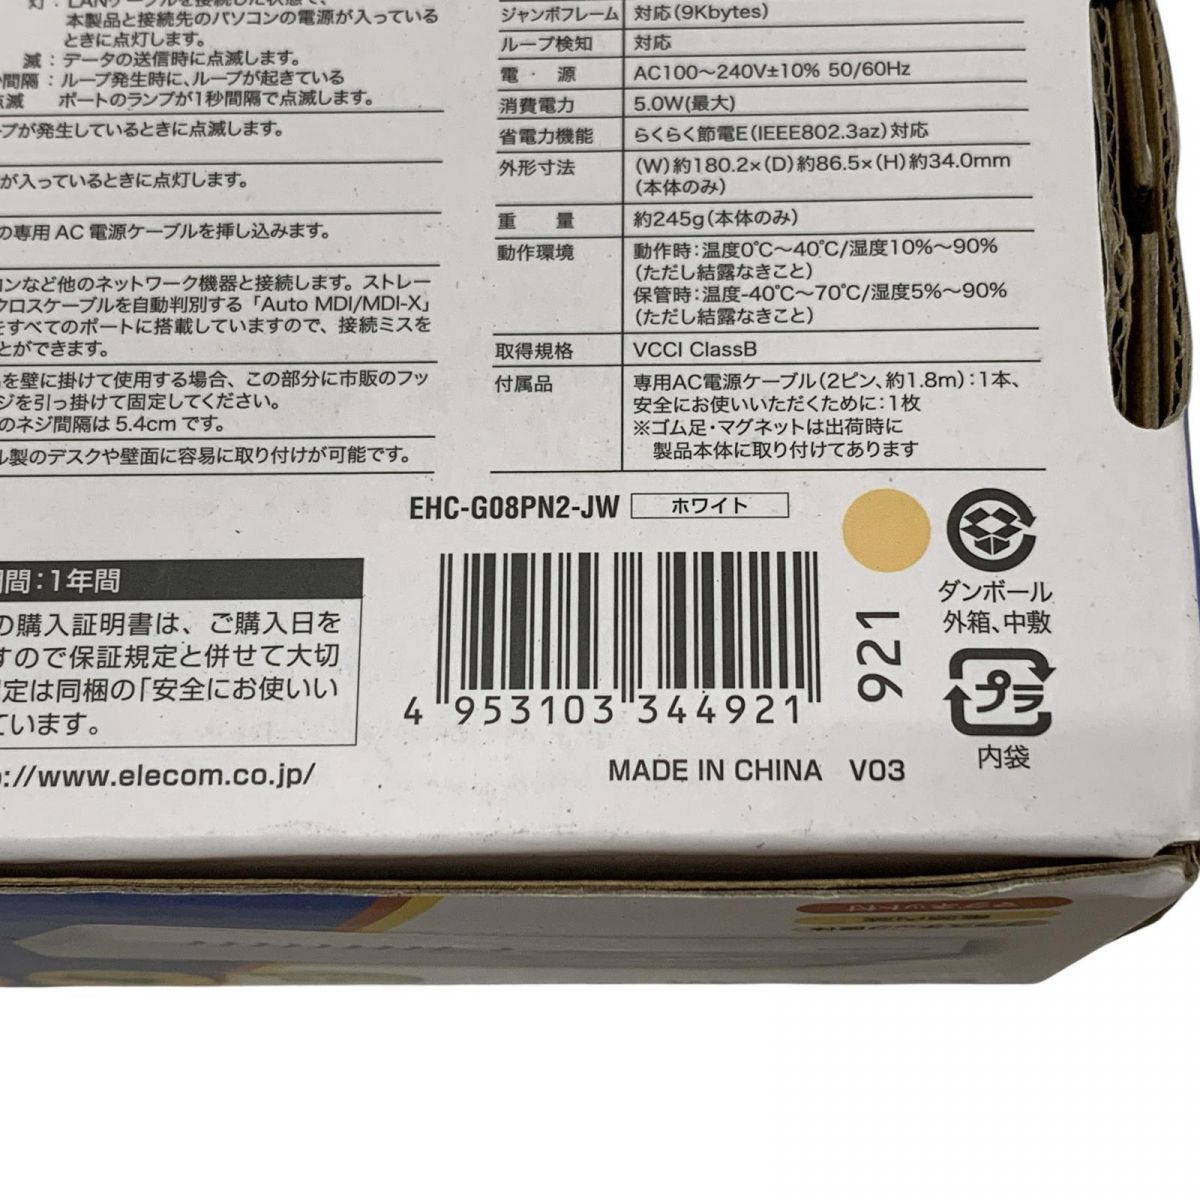 灯：LANケーブルを接続した状態で、
本製品と接続先のパソコンの電源が入っている
ときに点灯します。
滅：データの送信時に点滅します。
間隔：ループ発生時に、ループが起きている
点滅 ポートのランプが1秒間隔で点滅します。
プが発生しているときに点滅します。
が入っているときに点灯します。
の専用AC電源ケーブルを挿し込みます。
コンなど他のネットワーク機器と接続します。ストレー
クロスケーブルを自動判別する「Auto MDI/MDI-X」
をすべてのポートに搭載していますので、接続ミスを
とができます。
を壁に掛けて使用する場合、この部分に市販のフッ
ジを引っ掛けて固定してください。
のネジ間隔は5.4cmです。
ル製のデスクや壁面に容易に取り付けが可能です。
ジャンボフレーム 対応(9Kbytes)
ループ検知 対応
電・源 AC100〜240V±10% 50/60Hz
消費電力 5.0W(最大)
省電力機能 らくらく節電E(IEEE802.3az)対応
外形寸法 (W)約180.2×(D)約86.5×(H)約34.0mm
(本体のみ)
重量 約245g(本体のみ)
動作環境 動作時：温度0℃〜40℃/湿度10%〜90%
(ただし結露なきこと)
保管時：温度-40℃〜70℃/湿度5%〜90%
(ただし結露なきこと)
取得規格 VCCI ClassB
付属品 専用AC電源ケーブル(2ピン、約1.8m)：1本、
安全にお使いいただくために：1枚
※ゴム足・マグネットは出荷時に
製品本体に取り付けてあります
EHC-G08PN2-JW ホワイト
間：1年間
の購入証明書は、ご購入日を
すので保証規定と併せて大切
定は同梱の「安全にお使いい
ています。
://www.elecom.co.jp/
4 953103 344921
921
ダンボール
外箱、中敷
プラ
内袋
MADE IN CHINA V03